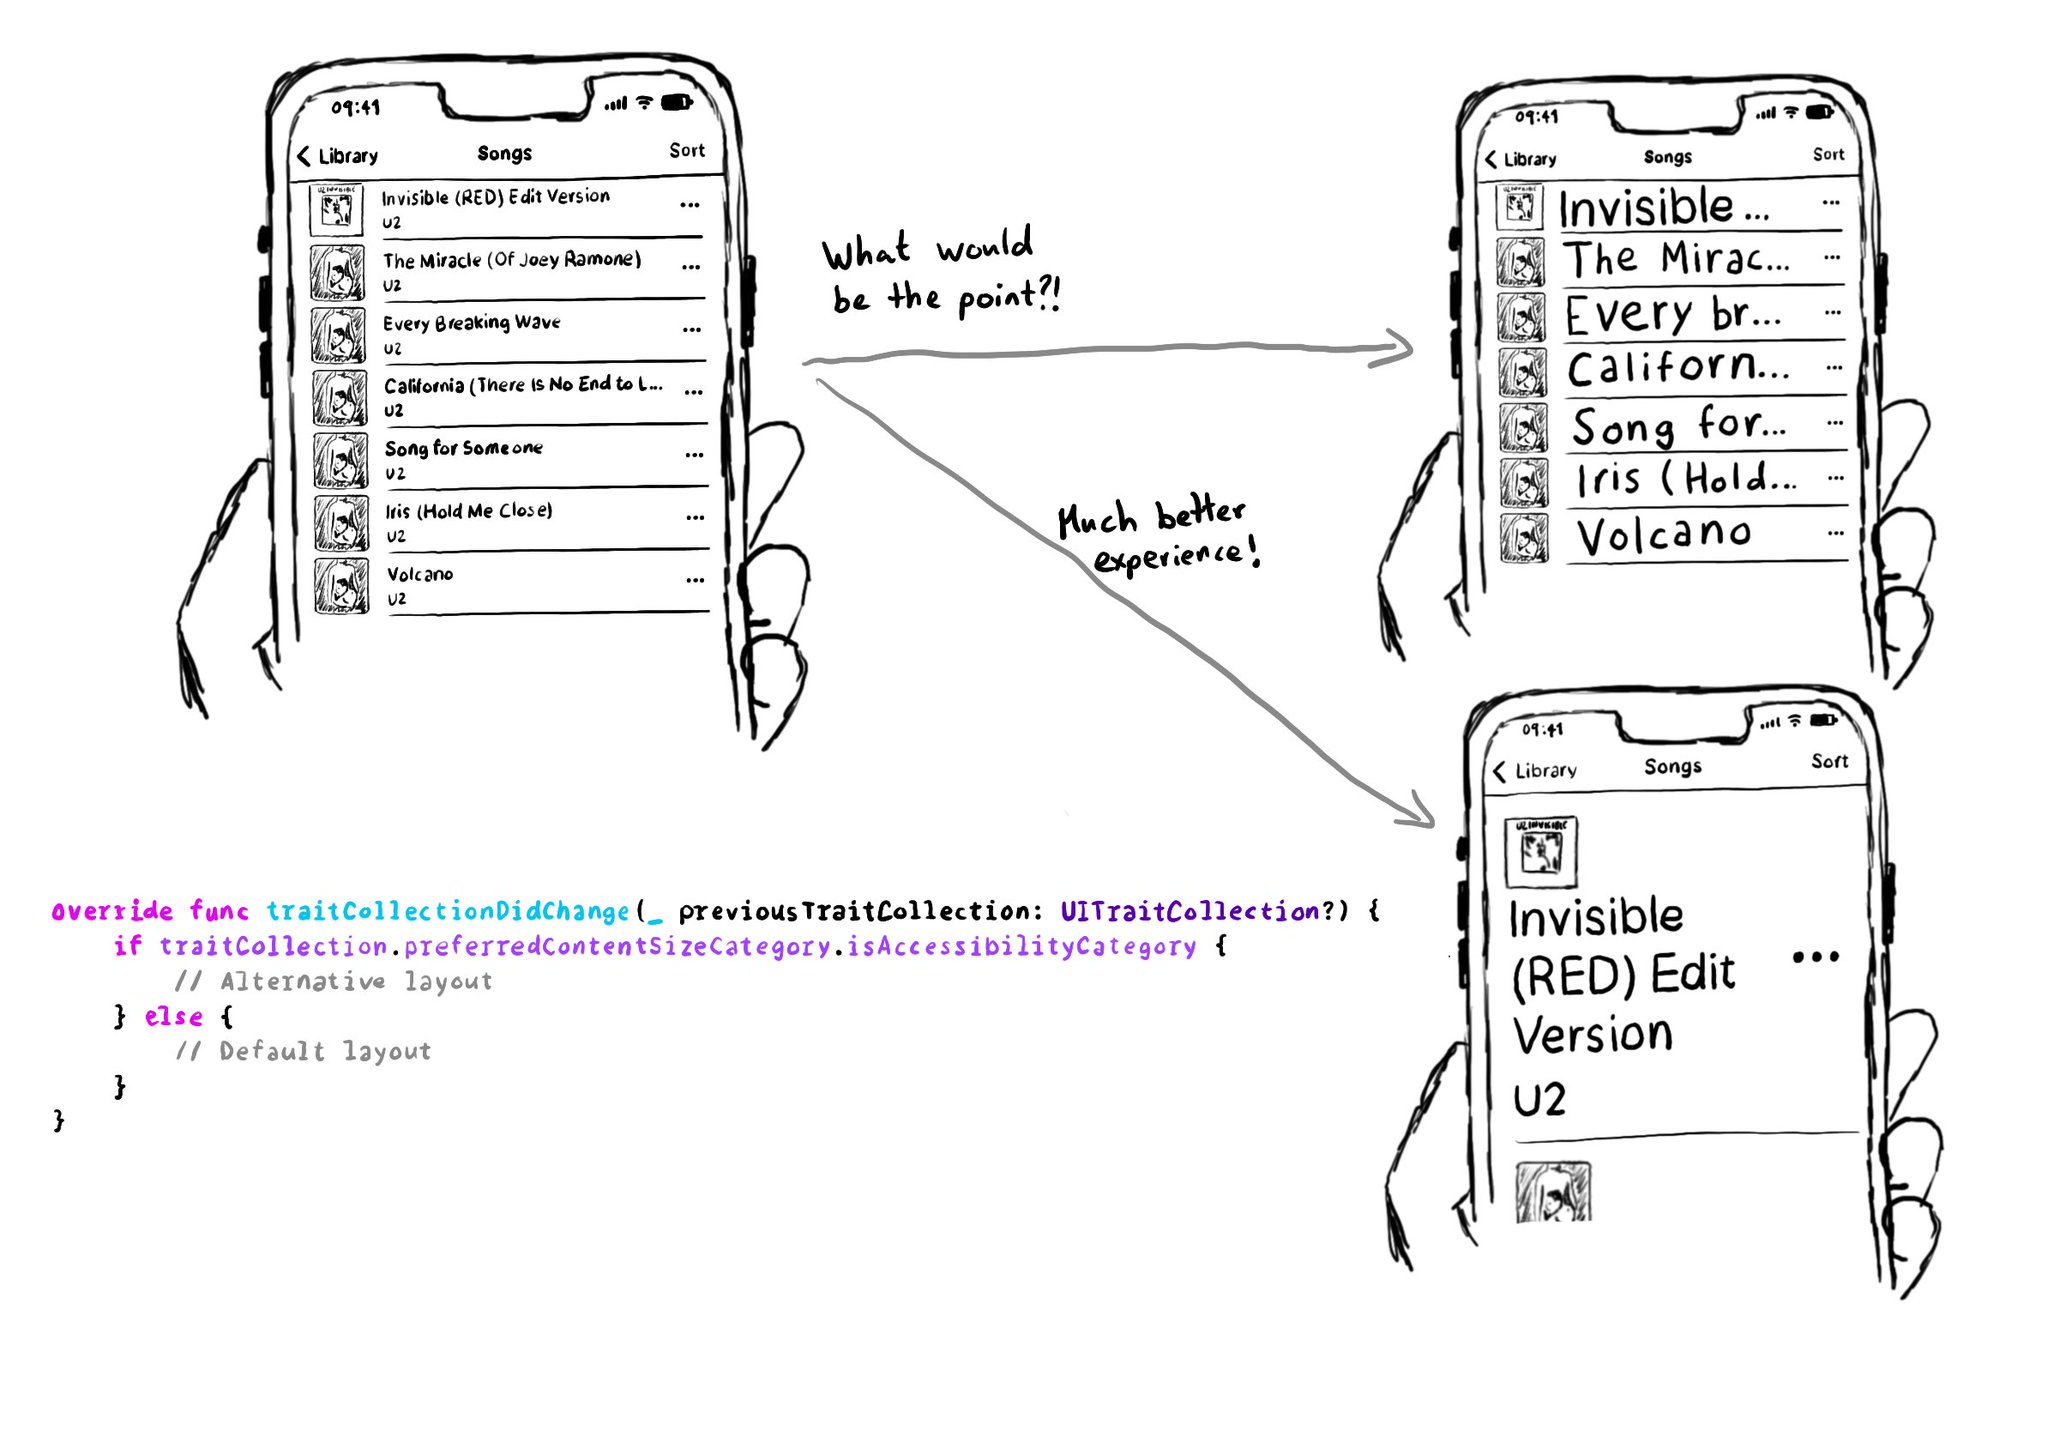 09:41
Library
Songs
Sort
U2 INVISIBLE
Invisible (RED) Edit Version
U2
...
The Miracle (Of Joey Ramone)
U2
...
Every Breaking Wave
U2
...
California (There Is No End to L...
U2
...
Song for Someone
U2
...
Iris (Hold Me Close)
U2
...
Volcano
U2
...
What would
be the point?!
Much better
experience!
09:41
Library
Songs
Sort
Invisible ...
...
The Mirac...
...
Every br...
...
Californ...
...
Song for...
...
Iris (Hold...
...
Volcano
...
09:41
Library
Songs
Sort
U2 INVISIBLE
Invisible
(RED) Edit
...
Version
U2
override func traitCollectionDidChange(_ previousTraitCollection: UITraitCollection?) {
if traitCollection.preferredContentSizeCategory.isAccessibilityCategory {
// Alternative layout
} else {
// Default layout
}
}